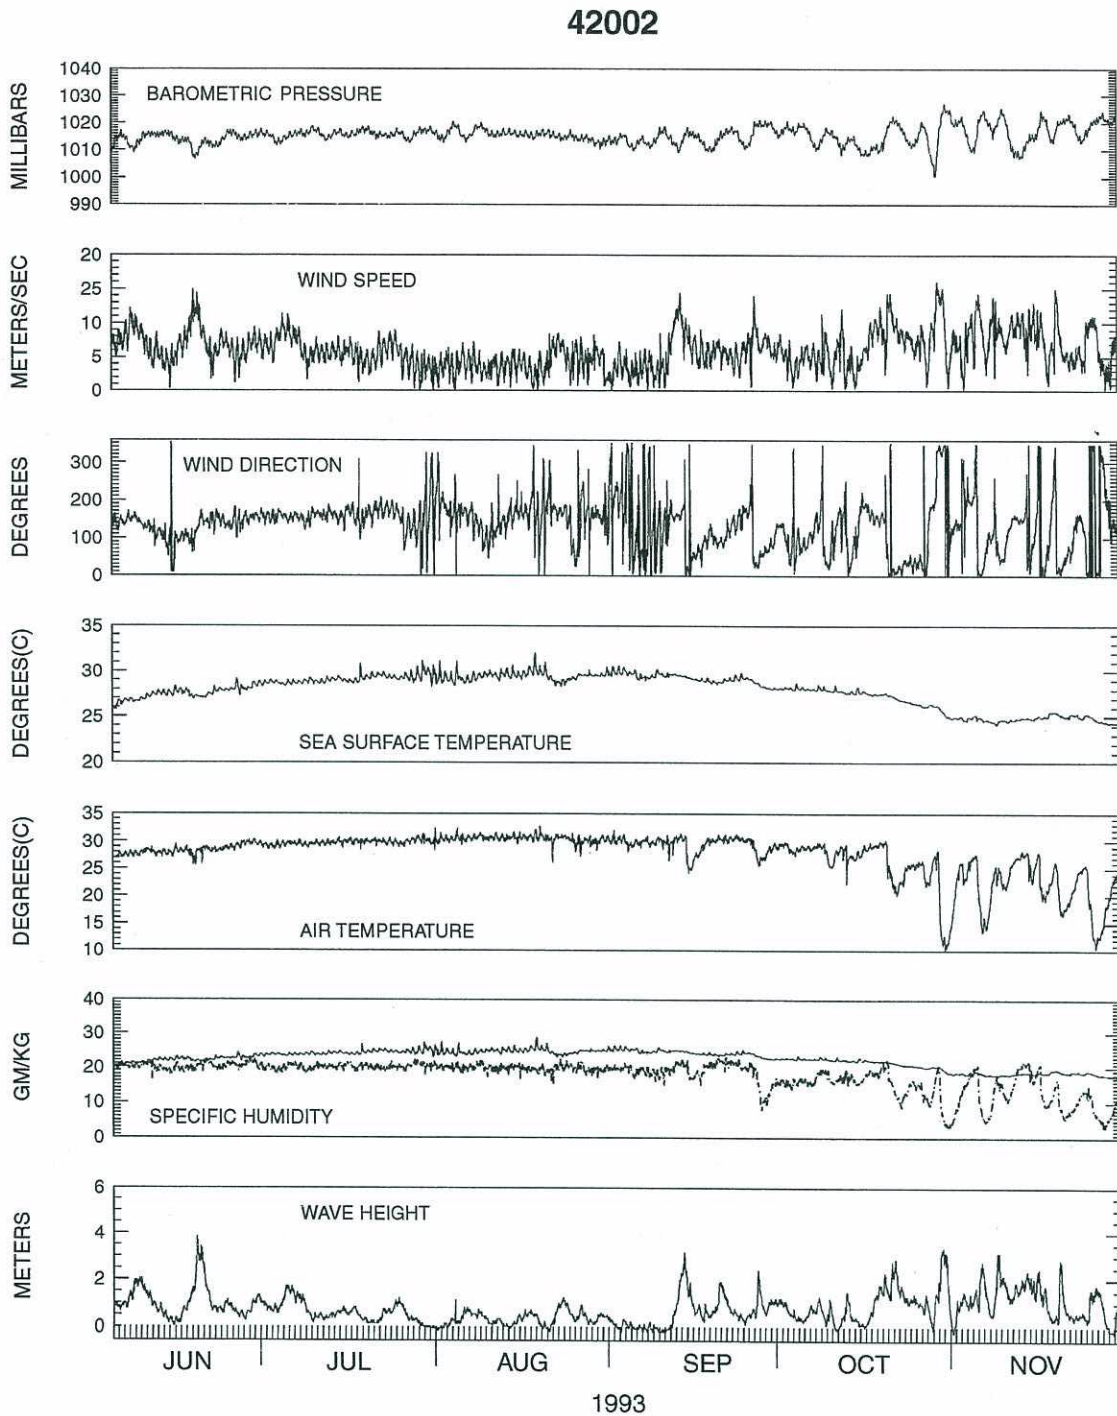 42002
MILLIBARS
1040
1030
1020
1010
1000
990
BAROMETRIC PRESSURE
METERS/SEC
20
25
10
5
0
WIND SPEED
DEGREES
300
200
100
0
WIND DIRECTION
DEGREES(C)
35
30
25
20
SEA SURFACE TEMPERATURE
DEGREES(C)
35
30
25
20
15
10
AIR TEMPERATURE
GM/KG
40
30
20
10
0
SPECIFIC HUMIDITY
METERS
6
4
2
0
WAVE HEIGHT
JUN JUL AUG SEP OCT NOV
1993